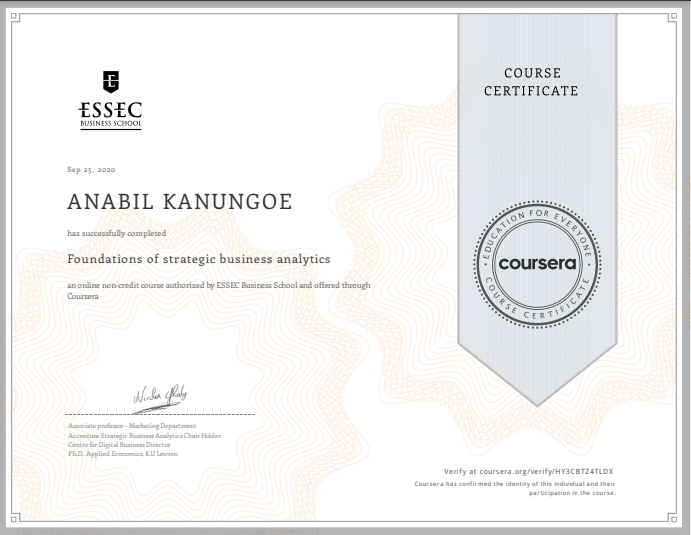 COURSE
CERTIFICATE
E
ESSEC
BUSINESS SCHOOL
Sep 25, 2020
ANABIL KANUNGOE
has successfully completed
Foundations of strategic business analytics
an online non-credit course authorized by ESSEC Business School and offered through
Coursera
EDUCATION FOR EVERYONE
coursera
COURSE CERTIFICATE
Associate professor - Marketing Department
Accenture Strategic Business Analytics Chair Holder
Center for Digital Business Director
Ph.D., Applied Economics, KU Leuven
Verify at coursera.org/verify/HY3CBTZ4TLDX
Coursera has confirmed the identity of this individual and their
participation in the course.